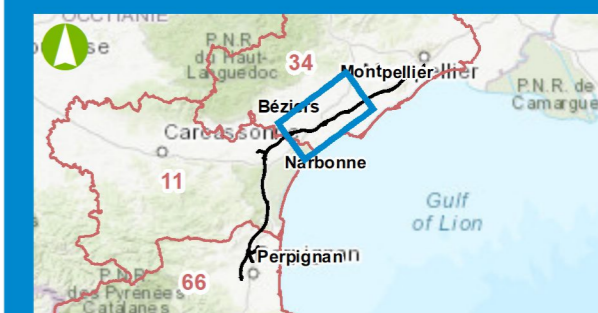 OCCITANIE
P.N.R.
du Haut-
Languedoc
34
Montpellier
P.N.R. de
Camargue
Béziers
Carcassonne
Narbonne
11
Gulf
of Lion
Perpignan
Perpignan
66
P.N.R.
des Pyrénées
Catalanes